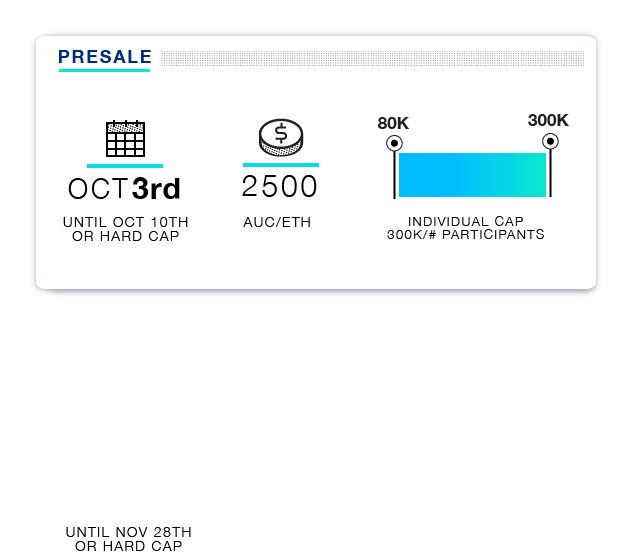 PRESALE
80K
300K
OCT 3rd
2500
UNTIL OCT 10TH
OR HARD CAP
AUC/ETH
INDIVIDUAL CAP
300K/# PARTICIPANTS
UNTIL NOV 28TH
OR HARD CAP